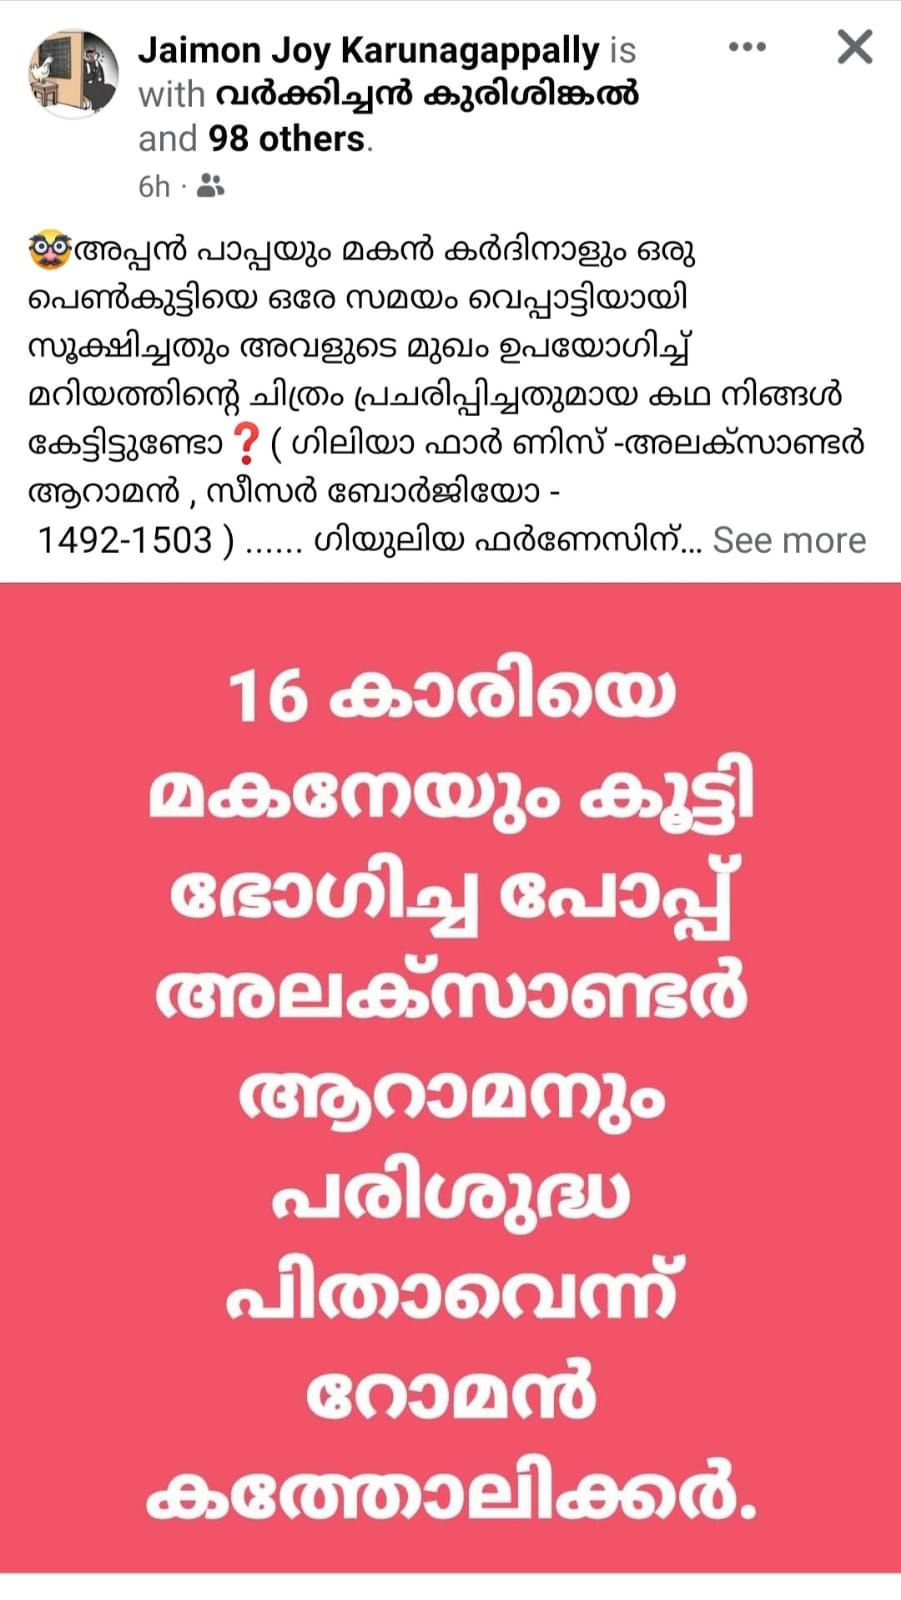 Jaimon Joy Karunagappally is
with വർക്കിച്ചൻ കുരിശിങ്കൽ
and 98 others.
6h ·
അപ്പൻ പാപ്പയും മകൻ കർദിനാളും ഒരു
പെൺകുട്ടിയെ ഒരേ സമയം വെപ്പാട്ടിയായി
സൂക്ഷിച്ചതും അവളുടെ മുഖം ഉപയോഗിച്ച്
മറിയത്തിന്റെ ചിത്രം പ്രചരിപ്പിച്ചതുമായ കഥ നിങ്ങൾ
കേട്ടിട്ടുണ്ടോ❓( ഗിലിയാ ഫാർ ണിസ് -അലക്സാണ്ടർ
ആറാമൻ , സീസർ ബോർജിയോ -
1492-1503 ) ...... ഗിയുലിയ ഫർണേസിന്... See more
16 കാരിയെ
മകനേയും കൂട്ടി
ഭോഗിച്ച പോപ്പ്
അലക്സാണ്ടർ
ആറാമനും
പരിശുദ്ധ
പിതാവെന്ന്
റോമൻ
കത്തോലിക്കർ.